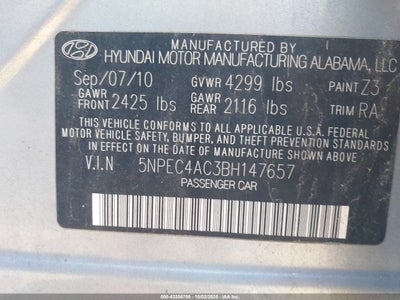 HYUNDAI MOTOR MANUFACTURING ALABAMA, LLC
Sep/07/10 GVWR 4299 lbs PAINT Z3
GAWR FRONT 2425 lbs GAWR REAR 2116 lbs TRIM RA
THIS VEHICLE CONFORMS TO ALL APPLICABLE U.S.A FEDERAL
MOTOR VEHICLE SAFETY, BUMPER, AND THEFT PREVENTION STANDARDS
IN EFFECT ON THE DATE OF MANUFACTURE SHOWN ABOVE.
V.I.N 5NPEC4AC3BH147657
PASSENGER CAR